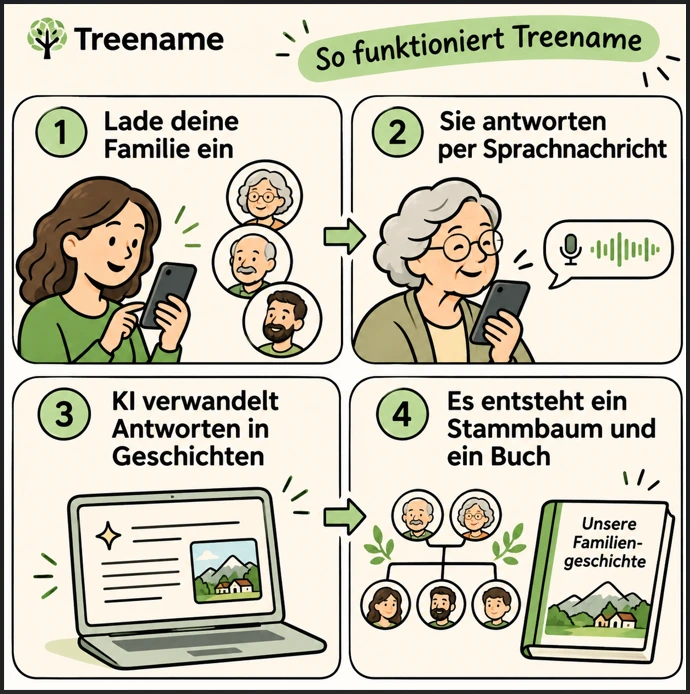 Treename
So funktioniert Treename
1
Lade deine
Familie ein
2
Sie antworten
per Sprachnachricht
3
KI verwandelt
Antworten in
Geschichten
4
Es entsteht ein
Stammbaum und
ein Buch
Unsere
Familien-
geschichte